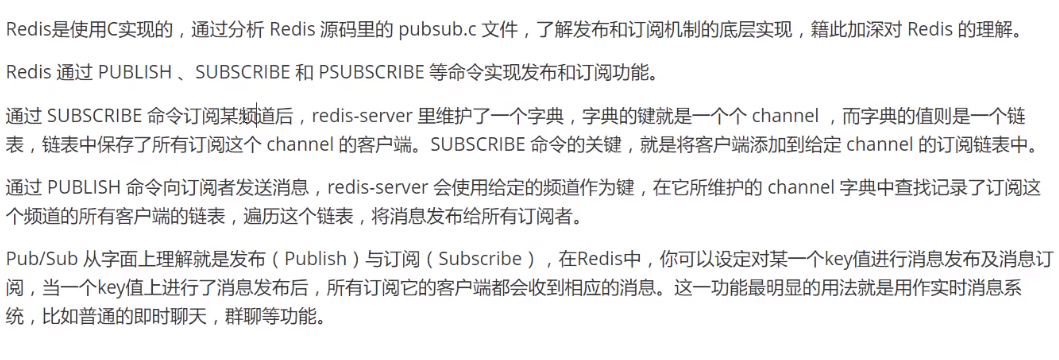 Redis是使用C实现的，通过分析 Redis 源码里的 pubsub.c 文件，了解发布和订阅机制的底层实现，籍此加深对 Redis 的理解。
Redis 通过 PUBLISH 、SUBSCRIBE 和 PSUBSCRIBE 等命令实现发布和订阅功能。
通过 SUBSCRIBE 命令订阅某频道后，redis-server 里维护了一个字典，字典的键就是一个个 channel ，而字典的值则是一个链
表，链表中保存了所有订阅这个 channel 的客户端。SUBSCRIBE 命令的关键，就是将客户端添加到给定 channel 的订阅链表中。
通过 PUBLISH 命令向订阅者发送消息，redis-server 会使用给定的频道作为键，在它所维护的 channel 字典中查找记录了订阅这
个频道的所有客户端的链表，遍历这个链表，将消息发布给所有订阅者。
Pub/Sub 从字面上理解就是发布（Publish）与订阅（Subscribe），在Redis中，你可以设定对某一个key值进行消息发布及消息订
阅，当一个key值上进行了消息发布后，所有订阅它的客户端都会收到相应的消息。这一功能最明显的用法就是用作实时消息系
统，比如普通的即时聊天，群聊等功能。